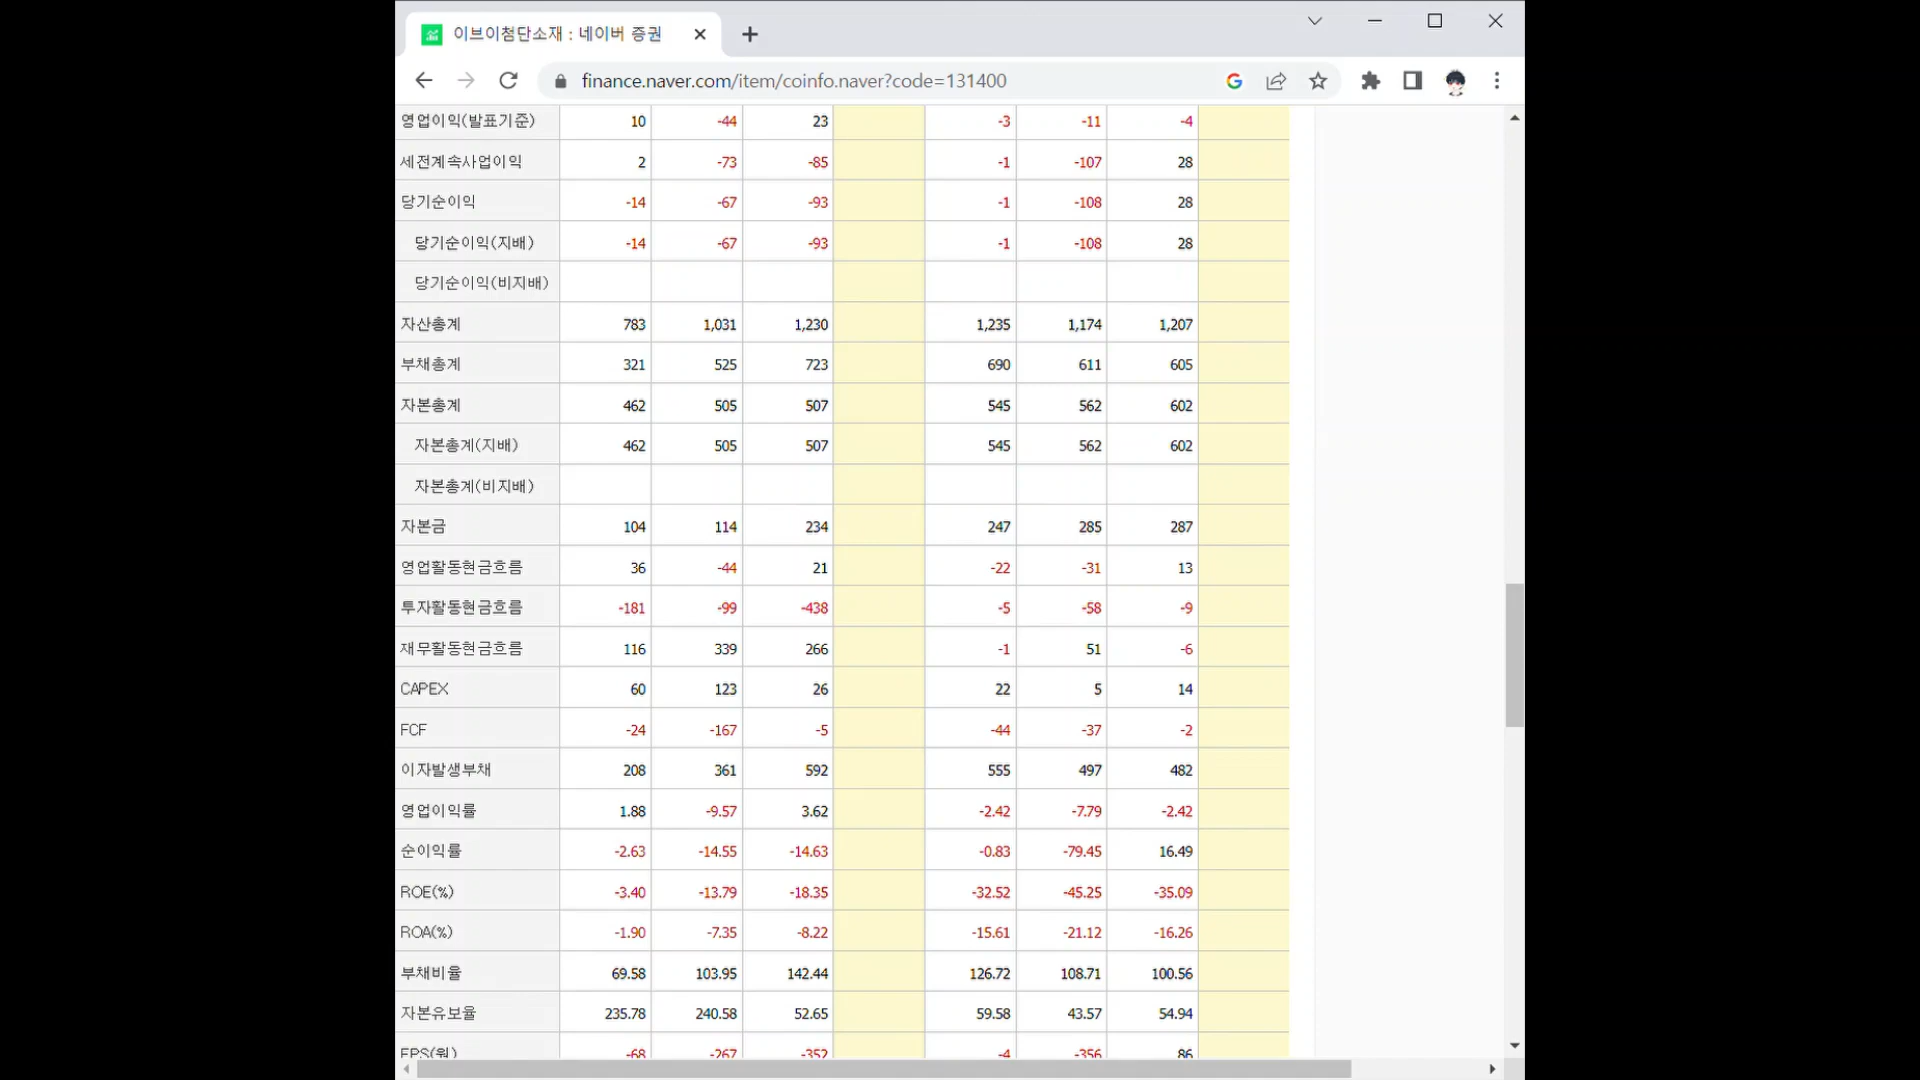 이브이첨단소재 : 네이버 증권
finance.naver.com/item/coinfo.naver?code=131400
영업이익(발표기준) 10 -44 23 -3 -11 -4
세전계속사업이익 2 -73 -85 -1 -107 28
당기순이익 -14 -67 -93 -1 -108 28
당기순이익(지배) -14 -67 -93 -1 -108 28
당기순이익(비지배)
자산총계 783 1,031 1,230 1,235 1,174 1,207
부채총계 321 525 723 690 611 605
자본총계 462 505 507 545 562 602
자본총계(지배) 462 505 507 545 562 602
자본총계(비지배)
자본금 104 114 234 247 285 287
영업활동현금흐름 36 -44 21 -22 -31 13
투자활동현금흐름 -181 -99 -438 -5 -58 -9
재무활동현금흐름 116 339 266 -1 51 -6
CAPEX 60 123 26 22 5 14
FCF -24 -167 -5 -44 -37 -2
이자발생부채 208 361 592 555 497 482
영업이익률 1.88 -9.57 3.62 -2.42 -7.79 -2.42
순이익률 -2.63 -14.55 -14.63 -0.83 -79.45 16.49
ROE(%) -3.40 -13.79 -18.35 -32.52 -45.25 -35.09
ROA(%) -1.90 -7.35 -8.22 -15.61 -21.12 -16.26
부채비율 69.58 103.95 142.44 126.72 108.71 100.56
자본유보율 235.78 240.58 52.65 59.58 43.57 54.94
EPS(원) -68 -267 -352 -4 -356 86